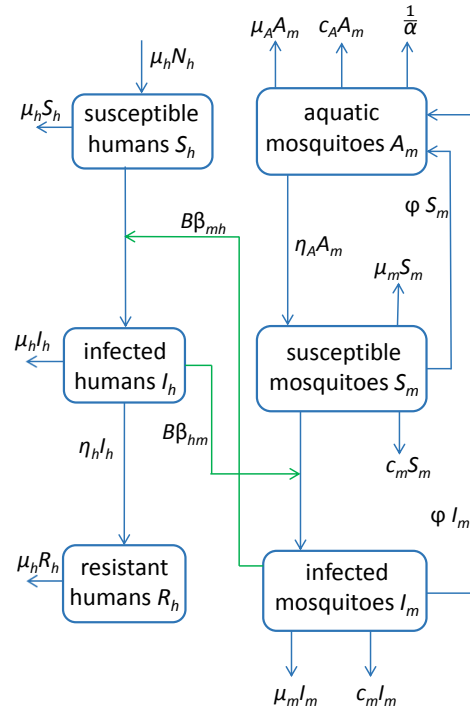 μ_A A_m
c_A A_m
1/α
μ_h N_h
μ_h S_h
susceptible
humans S_h
aquatic
mosquitoes A_m
φ S_m
Bβ_mh
η_A A_m
μ_m S_m
μ_h I_h
infected
humans I_h
susceptible
mosquitoes S_m
η_h I_h
Bβ_hm
c_m S_m
φ I_m
μ_h R_h
resistant
humans R_h
infected
mosquitoes I_m
μ_m I_m
c_m I_m